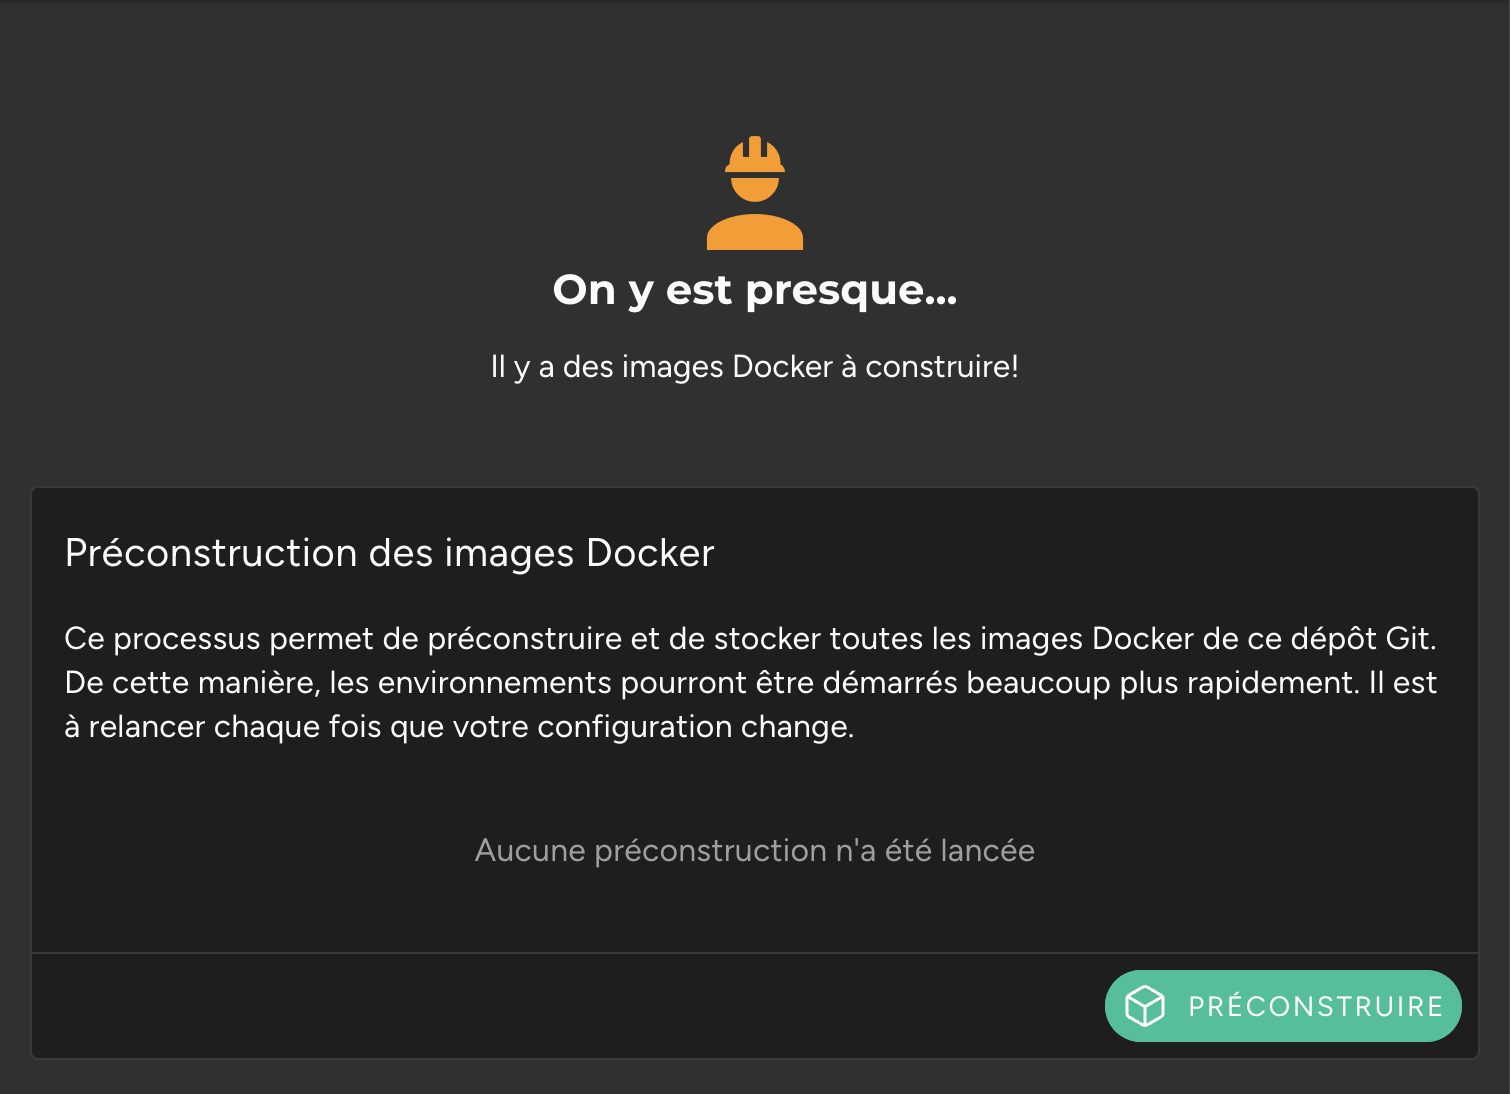 On y est presque...
Il y a des images Docker à construire!
Préconstruction des images Docker
Ce processus permet de préconstruire et de stocker toutes les images Docker de ce dépôt Git.
De cette manière, les environnements pourront être démarrés beaucoup plus rapidement. Il est
à relancer chaque fois que votre configuration change.
Aucune préconstruction n'a été lancée
PRÉCONSTRUIRE